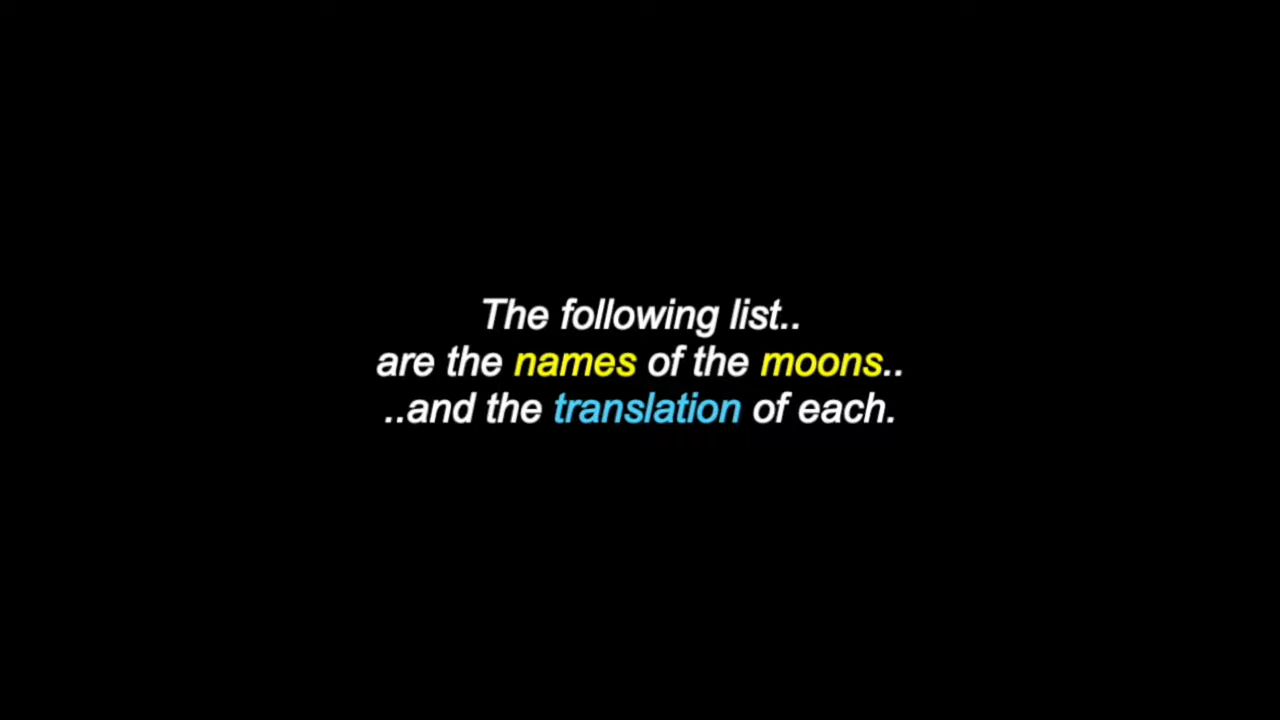 The following list..
are the names of the moons..
..and the translation of each.